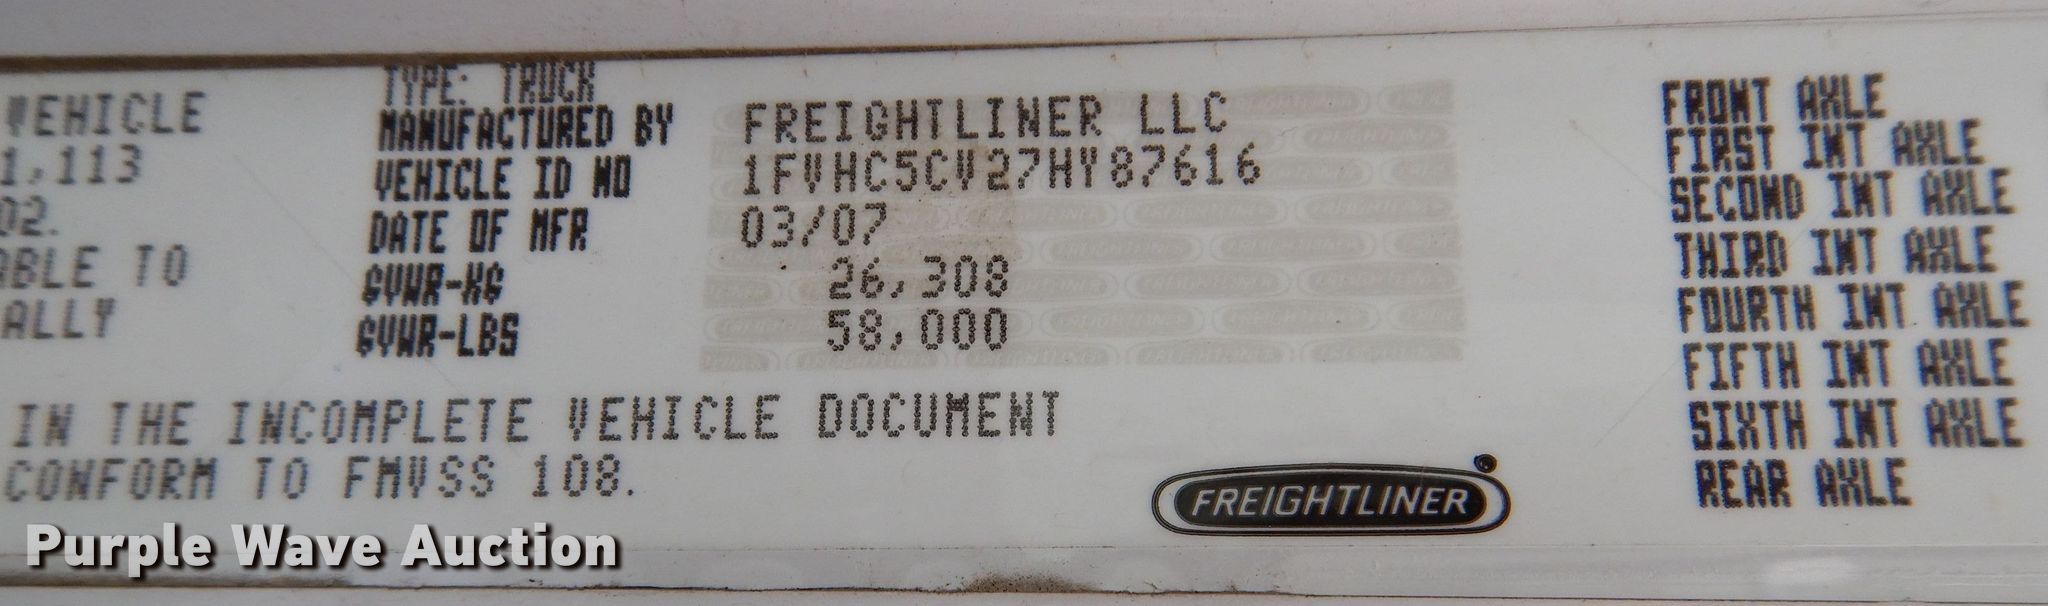 VEHICLE
1,113
02.
ABLE TO
ALLY
TYPE: TRUCK
MANUFACTURED BY FREIGHTLINER LLC
VEHICLE ID NO 1FVHC5CV27HY87616
DATE OF MFR 03/07
GVWR-KG 26,308
GVWR-LBS 58,000
IN THE INCOMPLETE VEHICLE DOCUMENT
CONFORM TO FMVSS 108.
FREIGHTLINER
FRONT AXLE
FIRST INT AXLE
SECOND INT AXLE
THIRD INT AXLE
FOURTH INT AXLE
FIFTH INT AXLE
SIXTH INT AXLE
REAR AXLE
Purple Wave Auction